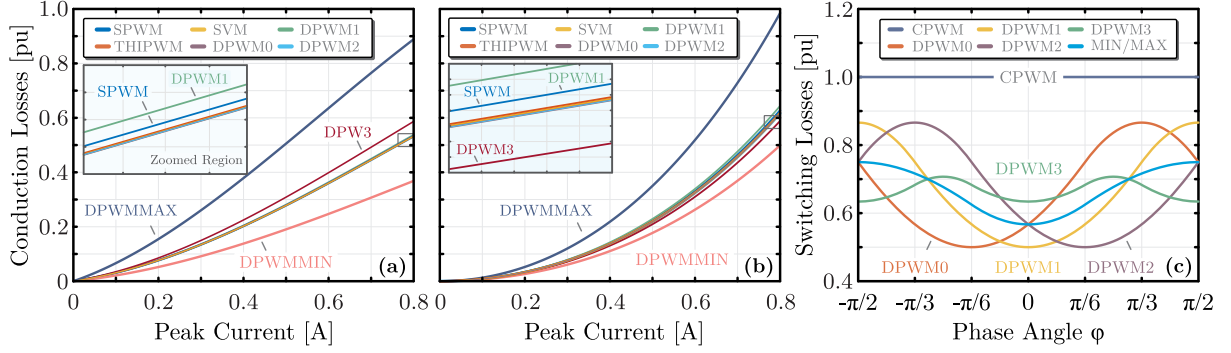 Conduction Losses [pu]
1.0
0.8
0.6
0.4
0.2
0
SPWM SVM DPWM1
THIPWM DPWM0 DPWM2
DPWM1
SPWM
Zoomed Region
DPW3
DPWMMAX
DPWMMIN
(a)
0 0.2 0.4 0.6 0.8
Peak Current [A]
SPWM SVM DPWM1
THIPWM DPWM0 DPWM2
DPWM1
SPWM
DPWM3
DPWMMAX
DPWMMIN
(b)
0 0.2 0.4 0.6 0.8
Peak Current [A]
Switching Losses [pu]
1.2
1.0
0.8
0.6
0.4
CPWM DPWM1 DPWM3
DPWM0 DPWM2 MIN/MAX
CPWM
DPWM3
DPWM0 DPWM1 DPWM2
(c)
-π/2 -π/3 -π/6 0 π/6 π/3 π/2
Phase Angle φ